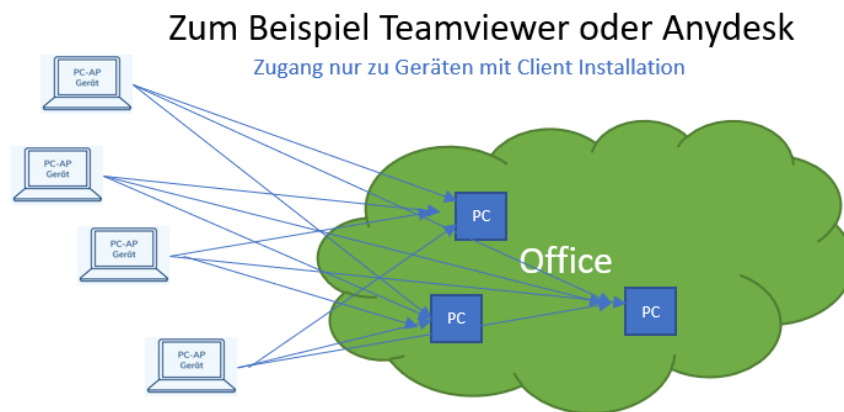 Zum Beispiel Teamviewer oder Anydesk
Zugang nur zu Geräten mit Client Installation
PC-AP
Gerät
PC-AP
Gerät
PC
PC-AP
Gerät
Office
PC
PC
PC-AP
Gerät